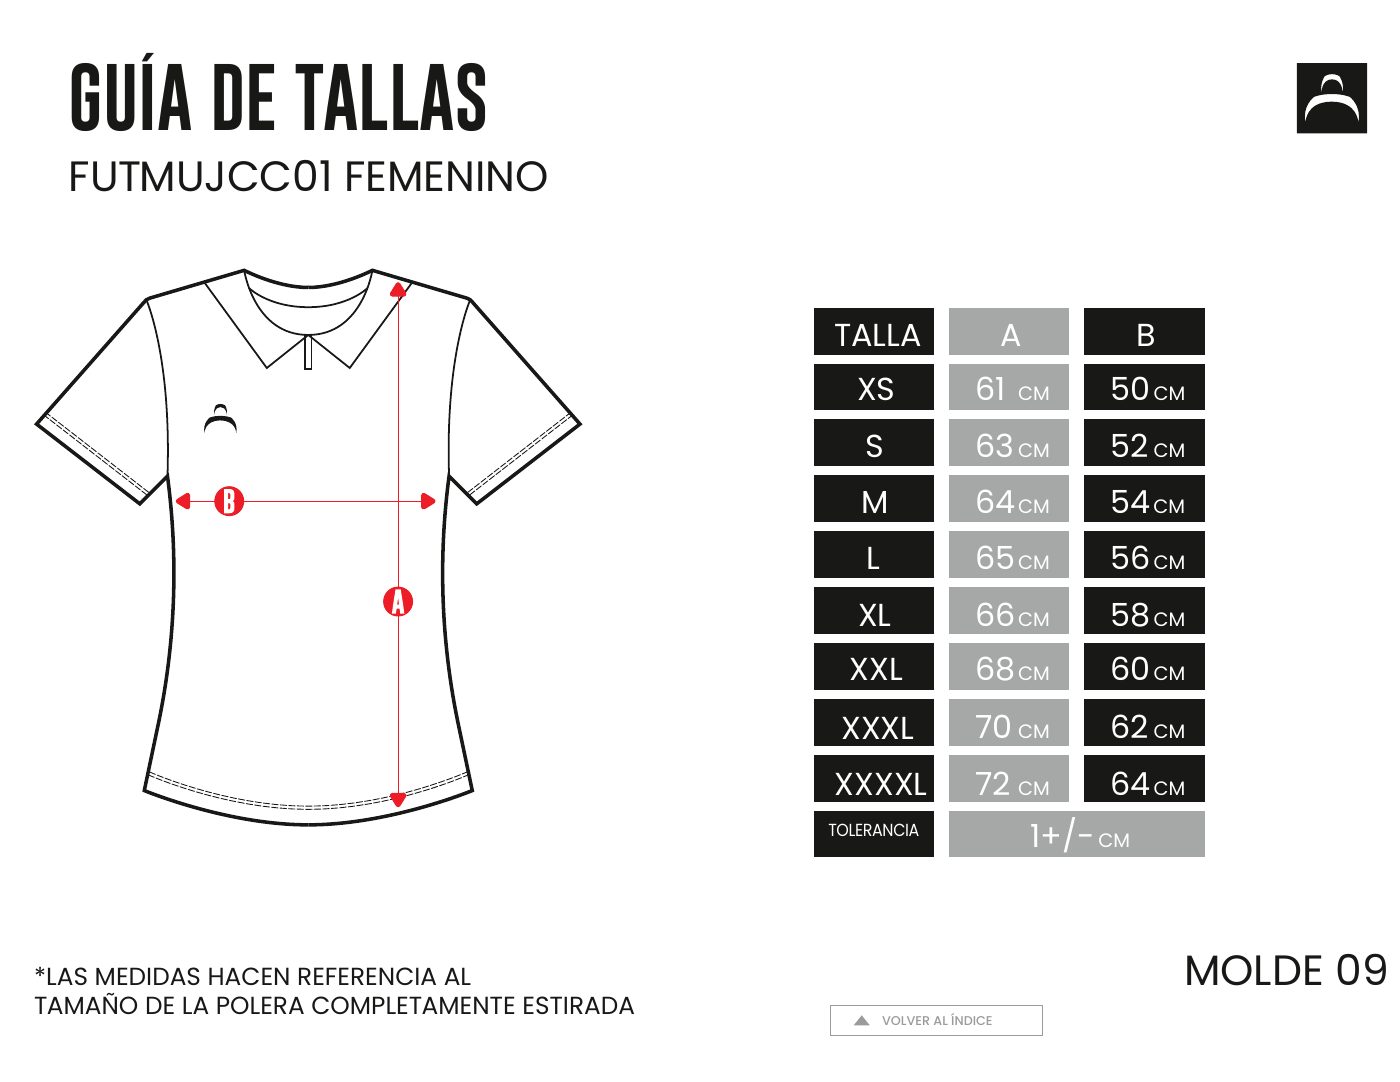 GUÍA DE TALLAS
FUTMUJCC01 FEMENINO
B
A
TALLA A B
XS 61 CM 50 CM
S 63 CM 52 CM
M 64 CM 54 CM
L 65 CM 56 CM
XL 66 CM 58 CM
XXL 68 CM 60 CM
XXXL 70 CM 62 CM
XXXXL 72 CM 64 CM
TOLERANCIA 1+/- CM
*LAS MEDIDAS HACEN REFERENCIA AL
TAMAÑO DE LA POLERA COMPLETAMENTE ESTIRADA
MOLDE 09
VOLVER AL ÍNDICE